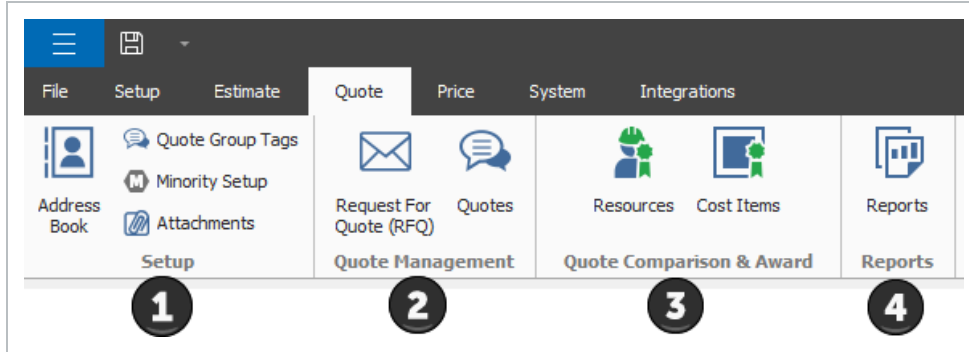 File Setup Estimate Quote Price System Integrations
Address
Book
Quote Group Tags
M Minority Setup
Attachments
Setup
Request For
Quote (RFQ)
Quotes
Quote Management
Resources
Cost Items
Quote Comparison & Award
Reports
Reports
1
2
3
4